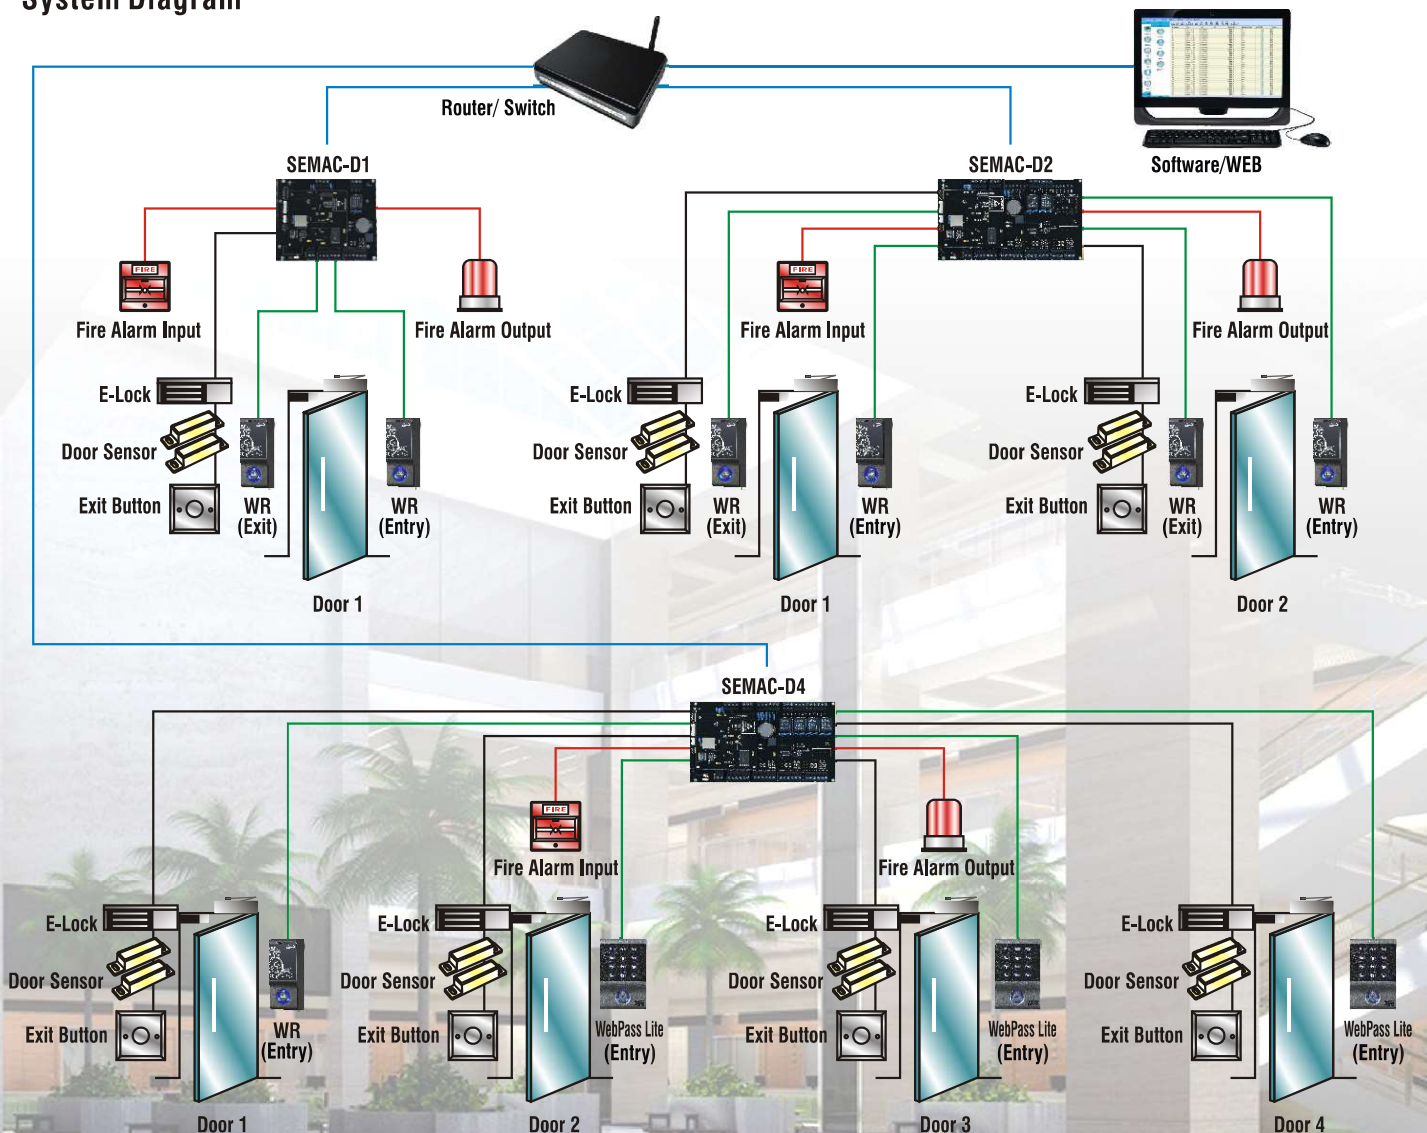 System Diagram
Router/ Switch
Software/WEB
SEMAC-D1
SEMAC-D2
FIRE
Fire Alarm Input
Fire Alarm Output
FIRE
Fire Alarm Input
Fire Alarm Output
E-Lock
Door Sensor
Exit Button
WR
(Exit)
WR
(Entry)
Door 1
E-Lock
Door Sensor
Exit Button
WR
(Exit)
WR
(Entry)
Door 1
E-Lock
Door Sensor
Exit Button
WR
(Exit)
WR
(Entry)
Door 2
SEMAC-D4
FIRE
Fire Alarm Input
Fire Alarm Output
E-Lock
Door Sensor
Exit Button
WR
(Entry)
Door 1
E-Lock
Door Sensor
Exit Button
WebPass Lite
(Entry)
Door 2
E-Lock
Door Sensor
Exit Button
WebPass Lite
(Entry)
Door 3
E-Lock
Door Sensor
Exit Button
WebPass Lite
(Entry)
Door 4